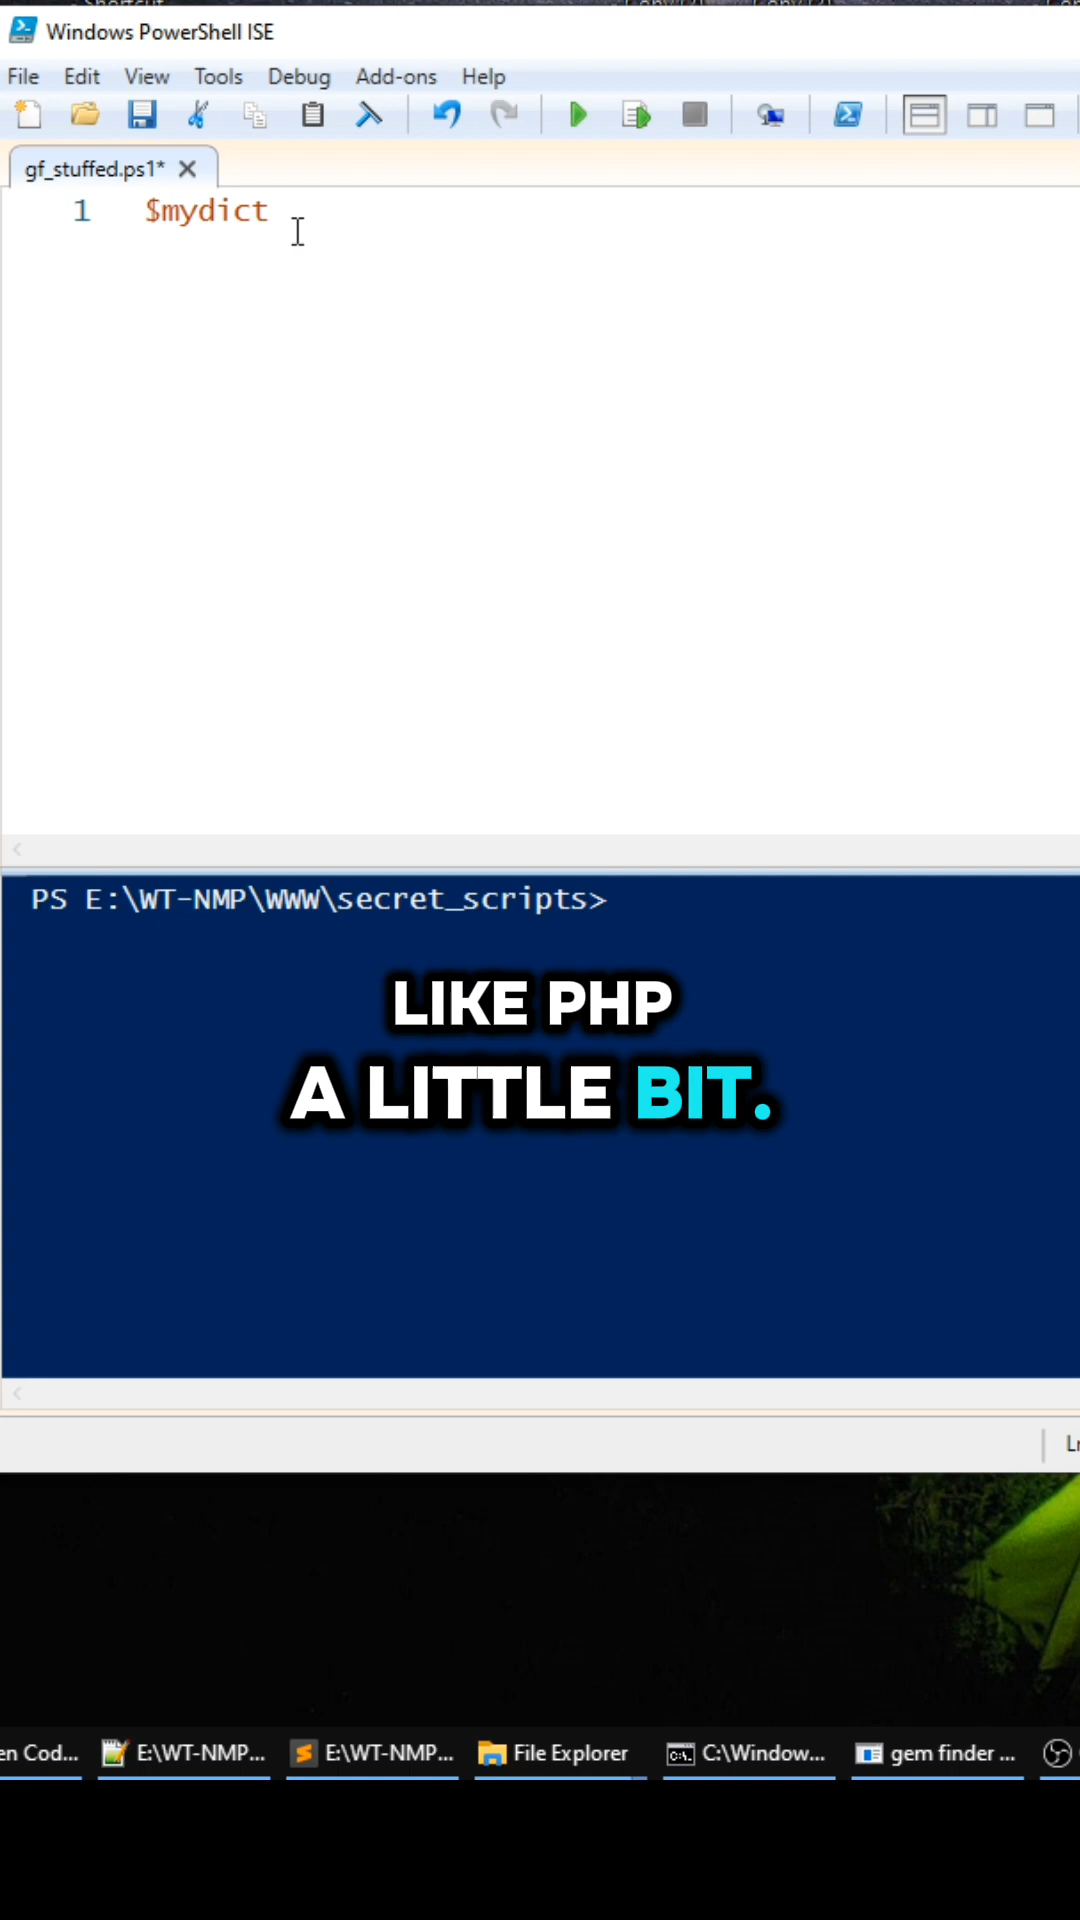 Windows PowerShell ISE
File Edit View Tools Debug Add-ons Help
gf_stuffed.ps1*
1 $mydict
PS E:\WT-NMP\WWW\secret_scripts>
LIKE PHP
A LITTLE BIT.
en Cod... E:\WT-NMP... E:\WT-NMP... File Explorer C:\Window... gem finder ...